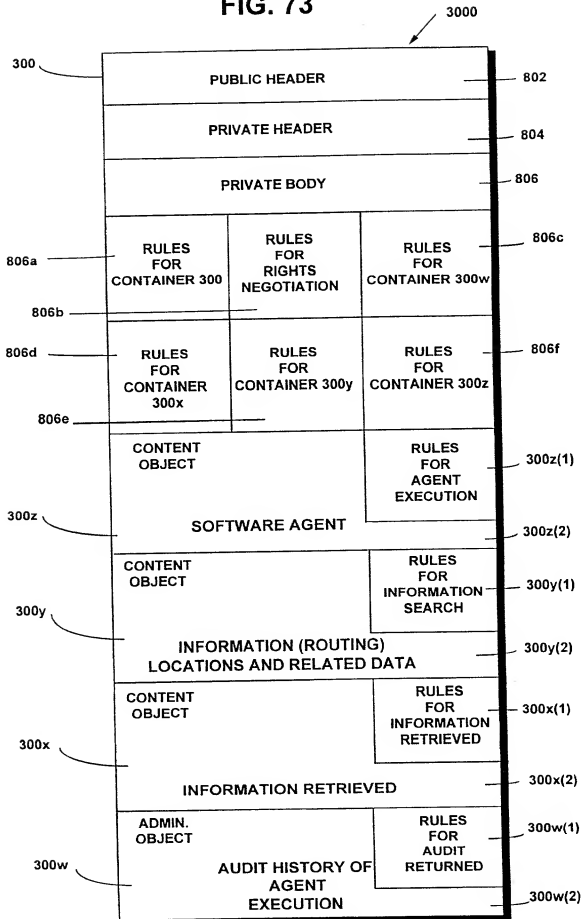 FIG. 73
3000
300
PUBLIC HEADER
802
PRIVATE HEADER
804
PRIVATE BODY
806
806a
RULES
FOR
CONTAINER 300
806b
RULES
FOR
RIGHTS
NEGOTIATION
806c
RULES
FOR
CONTAINER 300w
806d
RULES
FOR
CONTAINER
300x
806e
RULES
FOR
CONTAINER 300y
806f
RULES
FOR
CONTAINER 300z
CONTENT
OBJECT
RULES
FOR
AGENT
EXECUTION
300z(1)
300z
SOFTWARE AGENT
300z(2)
CONTENT
OBJECT
RULES
FOR
INFORMATION
SEARCH
300y(1)
300y
INFORMATION (ROUTING)
LOCATIONS AND RELATED DATA
300y(2)
CONTENT
OBJECT
RULES
FOR
INFORMATION
RETRIEVED
300x(1)
300x
INFORMATION RETRIEVED
300x(2)
ADMIN.
OBJECT
RULES
FOR
AUDIT
RETURNED
300w(1)
300w
AUDIT HISTORY OF
AGENT
EXECUTION
300w(2)